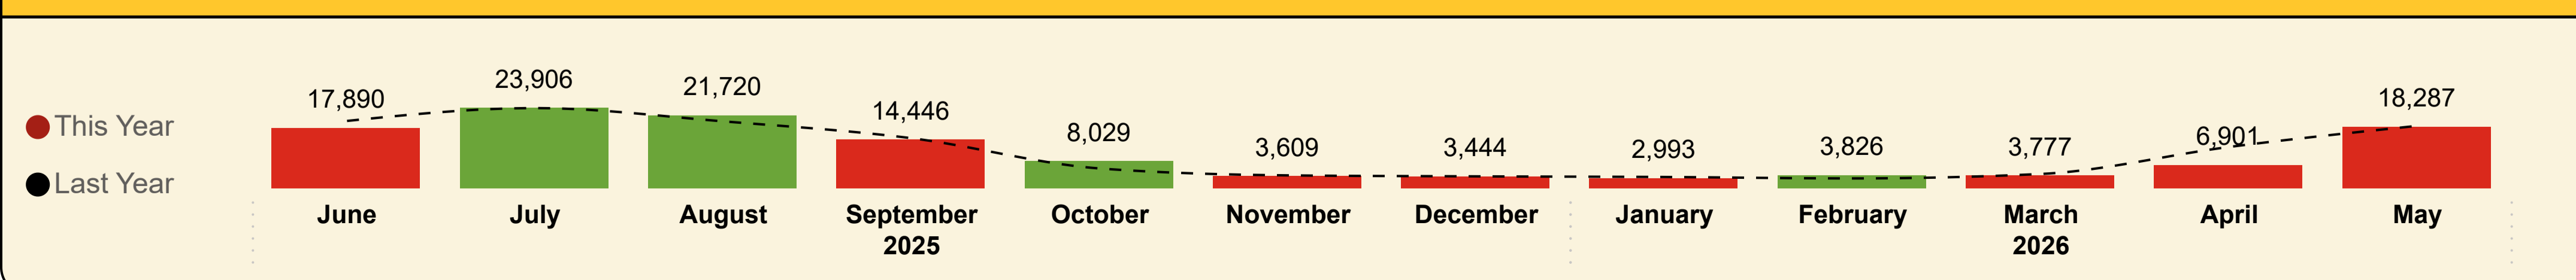 23,906
21,720
18,287
17,890
14,446
This Year
8,029
6,901
3,609
3,444
2,993
3,826
3,777
Last Year
June
July
August
September
October
November
December
January
February
March
April
May
2025
2026